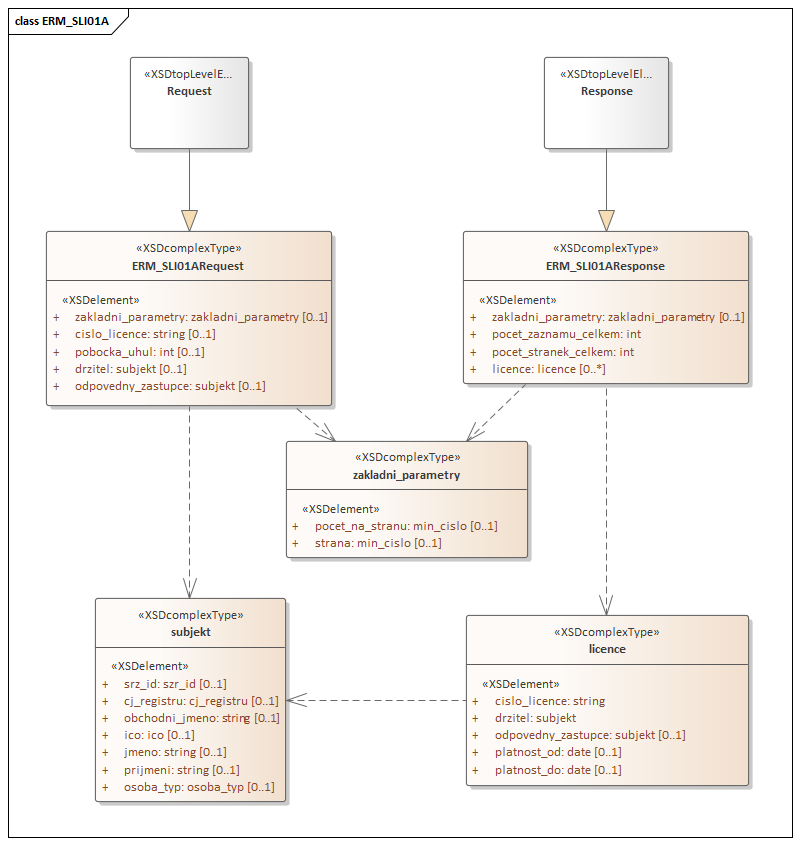 class ERM_SLI01A
«XSDtopLevelE...
Request
«XSDtopLevelEl...
Response
«XSDcomplexType»
ERM_SLI01ARequest
«XSDelement»
+ zakladni_parametry: zakladni_parametry [0..1]
+ cislo_licence: string [0..1]
+ pobocka_uhul: int [0..1]
+ drzitel: subjekt [0..1]
+ odpovedny_zastupce: subjekt [0..1]
«XSDcomplexType»
ERM_SLI01AResponse
«XSDelement»
+ zakladni_parametry: zakladni_parametry [0..1]
+ pocet_zaznamu_celkem: int
+ pocet_stranek_celkem: int
+ licence: licence [0..*]
«XSDcomplexType»
zakladni_parametry
«XSDelement»
+ pocet_na_stranu: min_cislo [0..1]
+ strana: min_cislo [0..1]
«XSDcomplexType»
subjekt
«XSDelement»
+ srz_id: szr_id [0..1]
+ cj_registru: cj_registru [0..1]
+ obchodni_jmeno: string [0..1]
+ ico: ico [0..1]
+ jmeno: string [0..1]
+ prijmeni: string [0..1]
+ osoba_typ: osoba_typ [0..1]
«XSDcomplexType»
licence
«XSDelement»
+ cislo_licence: string
+ drzitel: subjekt
+ odpovedny_zastupce: subjekt [0..1]
+ platnost_od: date [0..1]
+ platnost_do: date [0..1]